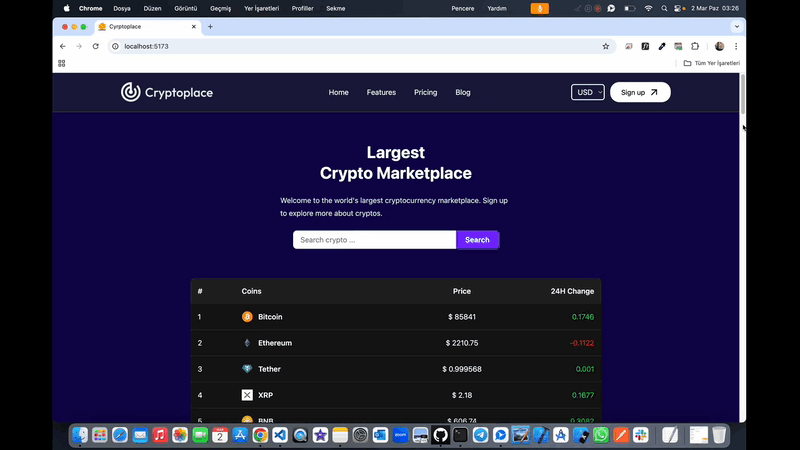 Chrome Dosya Düzen Görüntü Geçmiş Yer İşaretleri Profiller Sekme Pencere Yardım 2 Mar Paz 03:26
Cryptoplace
localhost:5173
Tüm Yer İşaretleri
Cryptoplace Home Features Pricing Blog USD Sign up
Largest
Crypto Marketplace
Welcome to the world's largest cryptocurrency marketplace. Sign up
to explore more about cryptos.
Search crypto ... Search
# Coins Price 24H Change
1 Bitcoin $ 85841 0.1746
2 Ethereum $ 2210.75 -0.1122
3 Tether $ 0.999568 0.001
4 XRP $ 2.18 0.1677
5 BNB $ 606.74 0.3087
zoom
2